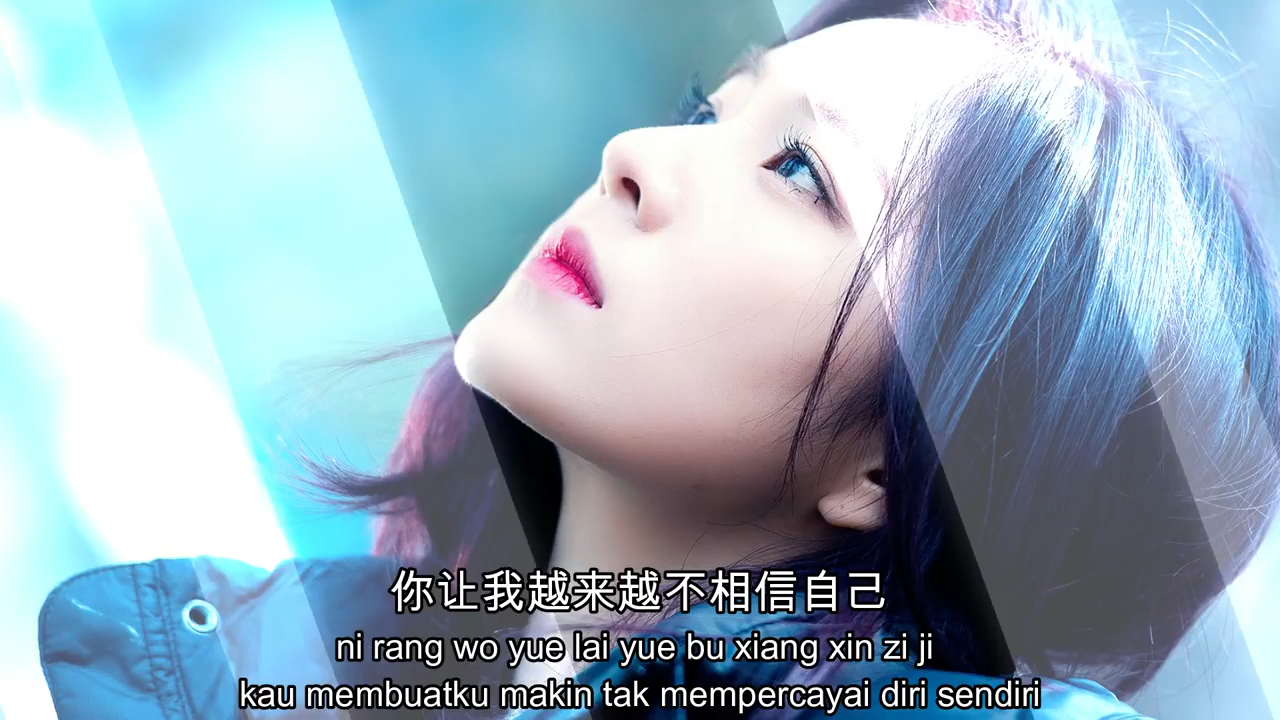 你让我越来越不相信自己
ni rang wo yue lai yue bu xiang xin zi ji
kau membuatku makin tak mempercayai diri sendiri